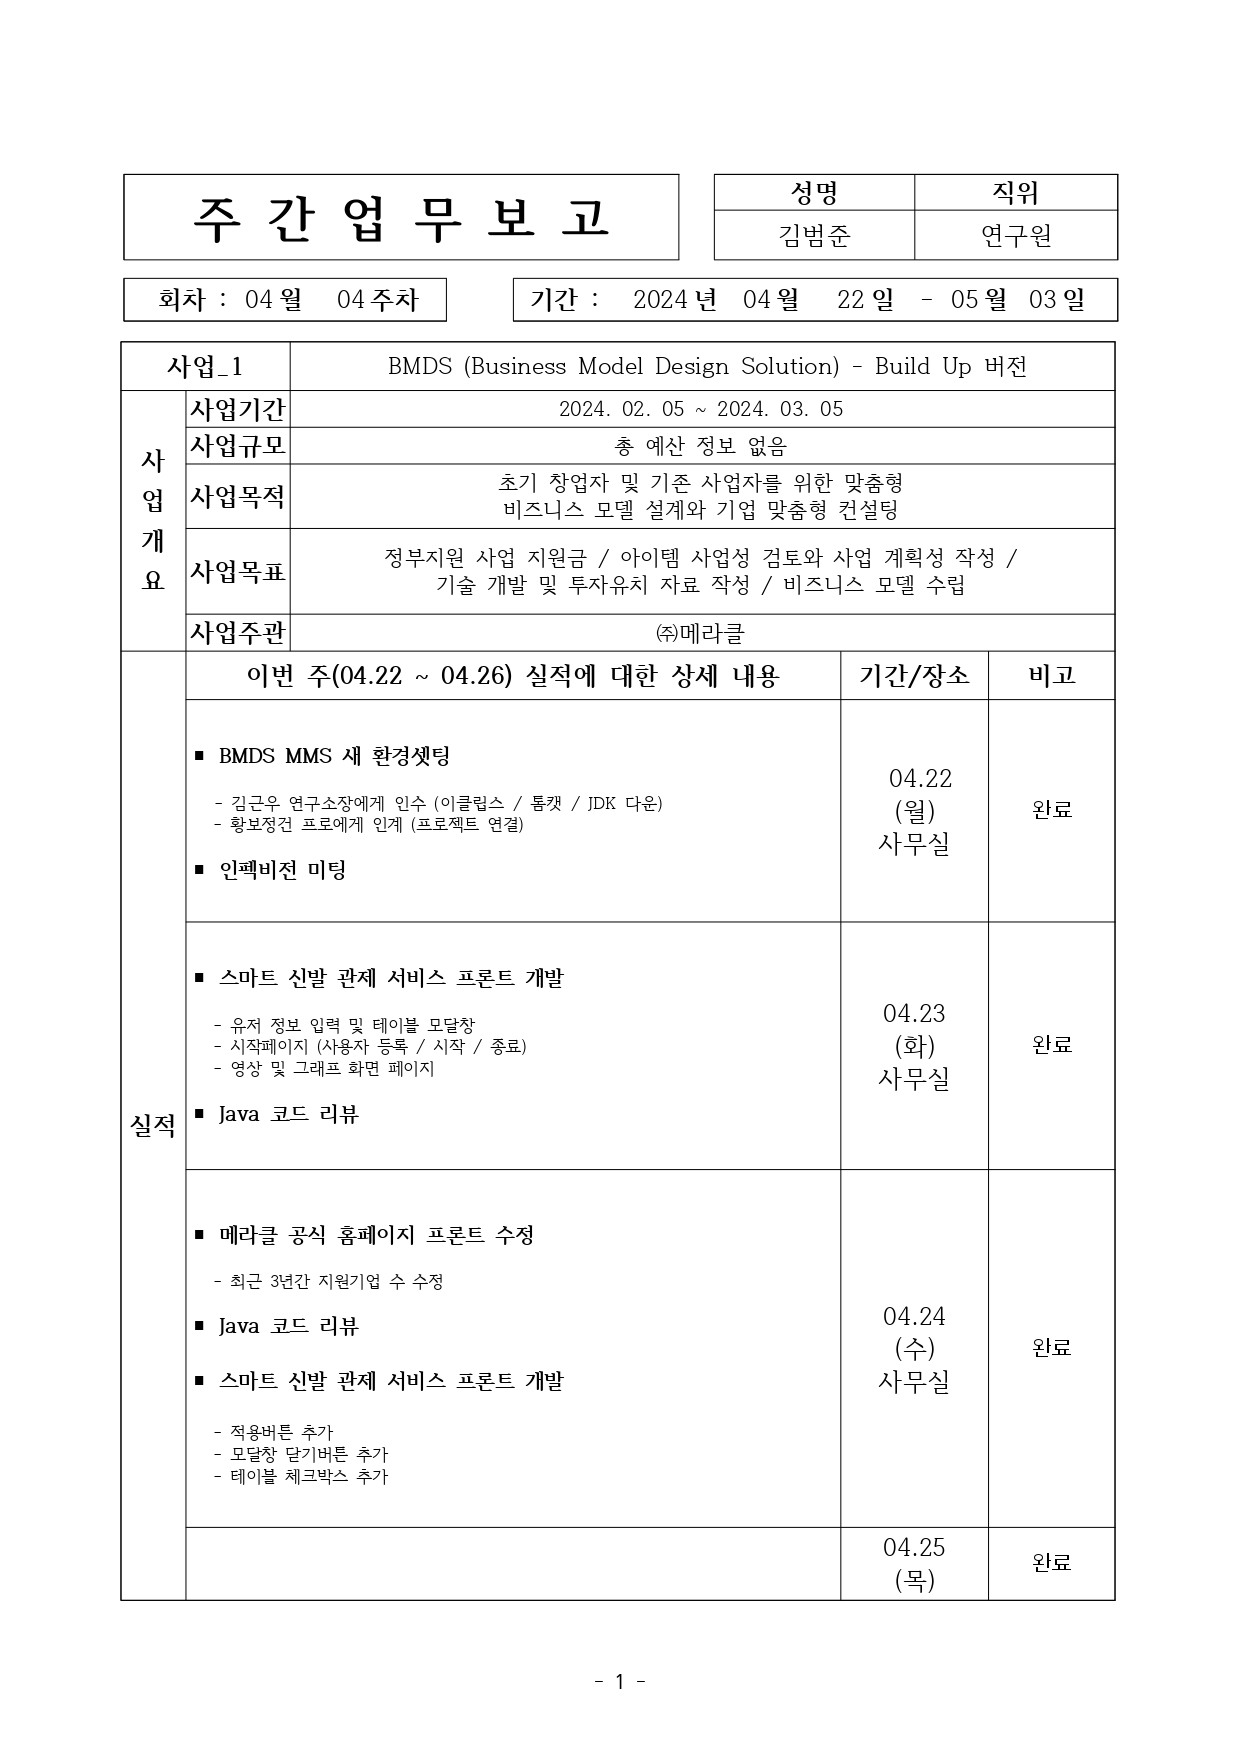 주 간 업 무 보 고
성명 직위
김범준 연구원
회차 : 04월 04주차
기간 : 2024년 04월 22일 - 05월 03일
사업_1 BMDS (Business Model Design Solution) - Build Up 버전
사업개요
사업기간 2024. 02. 05 ~ 2024. 03. 05
사업규모 총 예산 정보 없음
사업목적 초기 창업자 및 기존 사업자를 위한 맞춤형
비즈니스 모델 설계와 기업 맞춤형 컨설팅
사업목표 정부지원 사업 지원금 / 아이템 사업성 검토와 사업 계획성 작성 /
기술 개발 및 투자유치 자료 작성 / 비즈니스 모델 수립
사업주관 ㈜메라클
실적
이번 주(04.22 ~ 04.26) 실적에 대한 상세 내용 기간/장소 비고
▪ BMDS MMS 새 환경셋팅
- 김근우 연구소장에게 인수 (이클립스 / 톰캣 / JDK 다운)
- 황보정건 프로에게 인계 (프로젝트 연결)
▪ 인펙비전 미팅
04.22
(월)
사무실
완료
▪ 스마트 신발 관제 서비스 프론트 개발
- 유저 정보 입력 및 테이블 모달창
- 시작페이지 (사용자 등록 / 시작 / 종료)
- 영상 및 그래프 화면 페이지
▪ Java 코드 리뷰
04.23
(화)
사무실
완료
▪ 메라클 공식 홈페이지 프론트 수정
- 최근 3년간 지원기업 수 수정
▪ Java 코드 리뷰
▪ 스마트 신발 관제 서비스 프론트 개발
- 적용버튼 추가
- 모달창 닫기버튼 추가
- 테이블 체크박스 추가
04.24
(수)
사무실
완료
04.25
(목)
완료
- 1 -